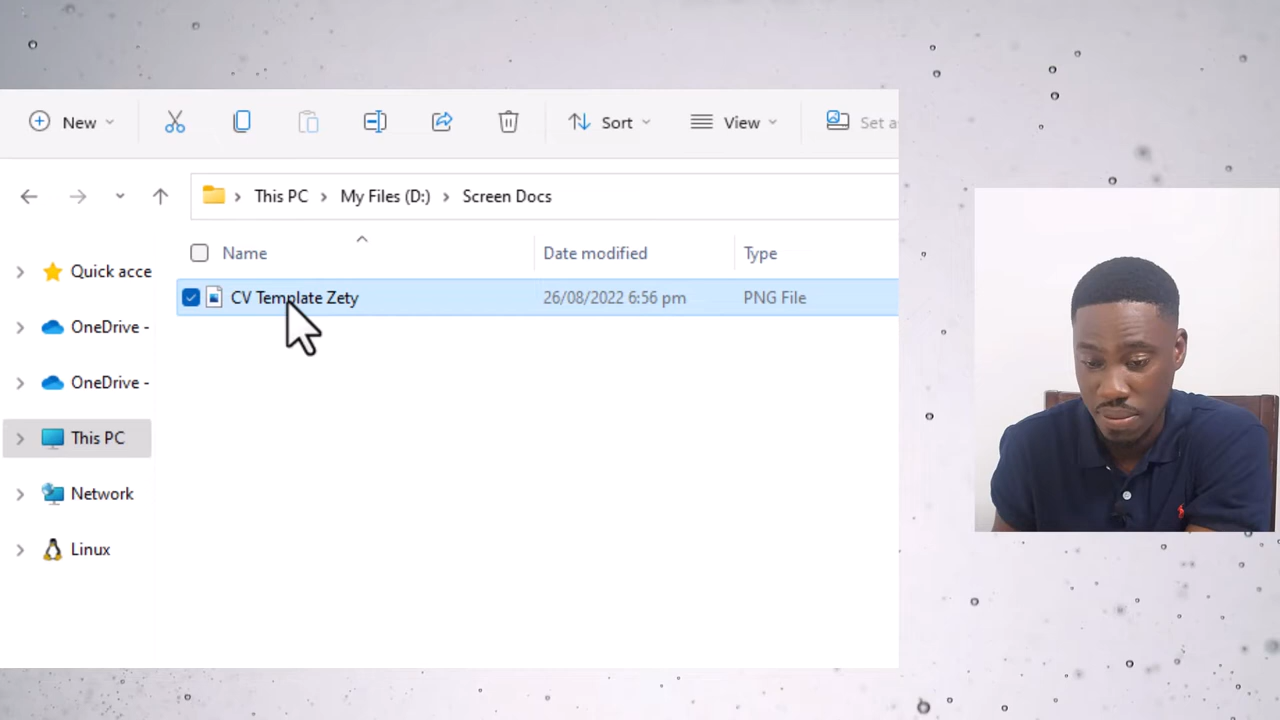 New Sort View Set a
This PC > My Files (D:) > Screen Docs
Name Date modified Type
CV Template Zety 26/08/2022 6:56 pm PNG File
Quick acce
OneDrive -
OneDrive -
This PC
Network
Linux